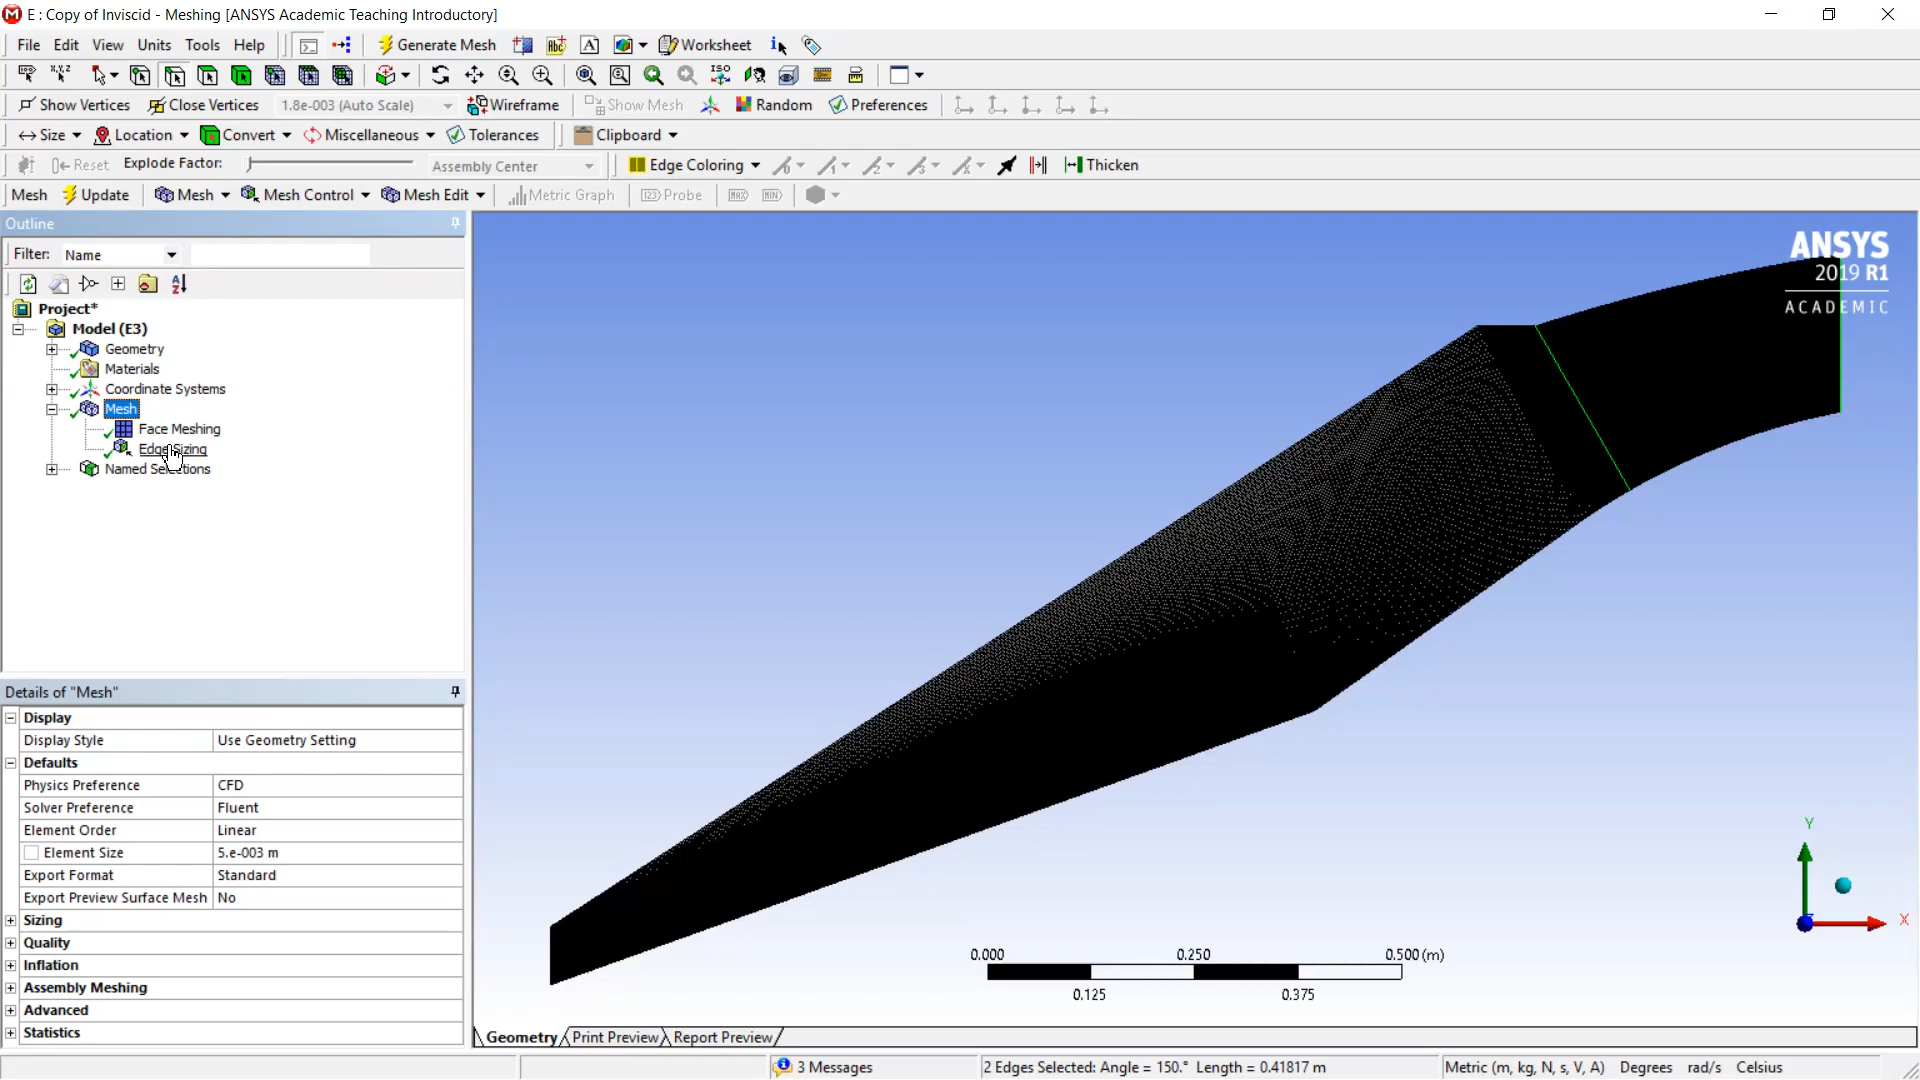 E : Copy of Inviscid - Meshing [ANSYS Academic Teaching Introductory]
File Edit View Units Tools Help Generate Mesh Abc A Worksheet i
x,y,z ISO
Show Vertices Close Vertices 1.8e-003 (Auto Scale) Wireframe Show Mesh Random Preferences
Size Location Convert Miscellaneous Tolerances Clipboard
Reset Explode Factor: Assembly Center Edge Coloring Thicken
Mesh Update Mesh Mesh Control Mesh Edit Metric Graph Probe MAX MIN
Outline
Filter: Name
Project*
Model (E3)
Geometry
Materials
Coordinate Systems
Mesh
Face Meshing
Edge Sizing
Named Selections
Details of "Mesh"
Display
Display Style Use Geometry Setting
Defaults
Physics Preference CFD
Solver Preference Fluent
Element Order Linear
Element Size 5.e-003 m
Export Format Standard
Export Preview Surface Mesh No
Sizing
Quality
Inflation
Assembly Meshing
Advanced
Statistics
ANSYS
2019 R1
ACADEMIC
Y
X
0.000 0.250 0.500 (m)
0.125 0.375
Geometry Print Preview Report Preview
3 Messages 2 Edges Selected: Angle = 150.° Length = 0.41817 m Metric (m, kg, N, s, V, A) Degrees rad/s Celsius